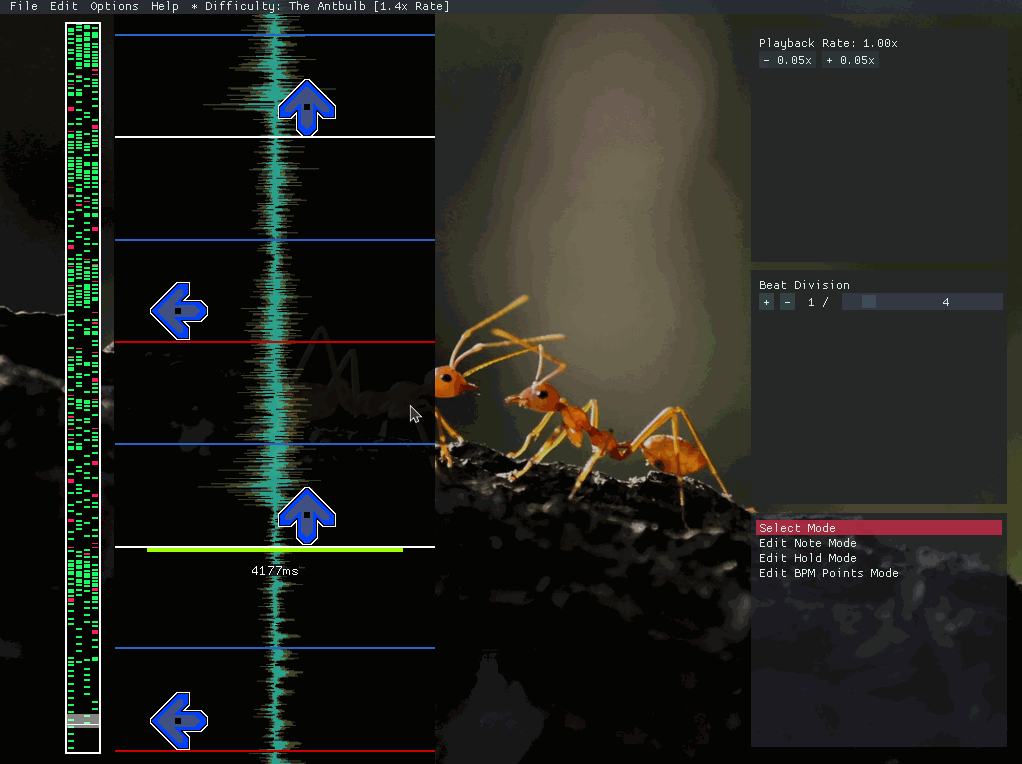 File Edit Options Help * Difficulty: The Antbulb [1.4x Rate]
Playback Rate: 1.00x
- 0.05x + 0.05x
Beat Division
+ - 1 / 4
4177ms
Select Mode
Edit Note Mode
Edit Hold Mode
Edit BPM Points Mode